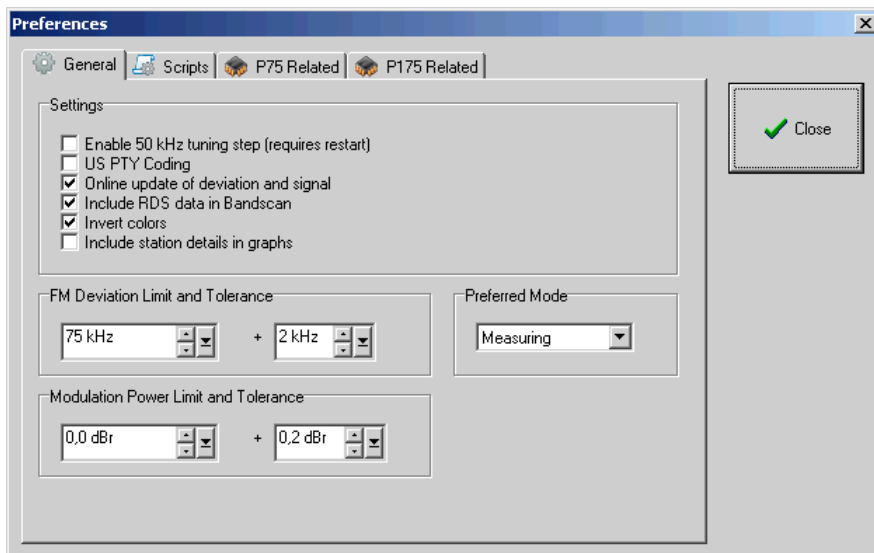 Preferences
General Scripts P75 Related P175 Related
Settings
Enable 50 kHz tuning step (requires restart)
US PTY Coding
Online update of deviation and signal
Include RDS data in Bandscan
Invert colors
Include station details in graphs
Close
FM Deviation Limit and Tolerance
75 kHz + 2 kHz
Preferred Mode
Measuring
Modulation Power Limit and Tolerance
0,0 dBr + 0,2 dBr